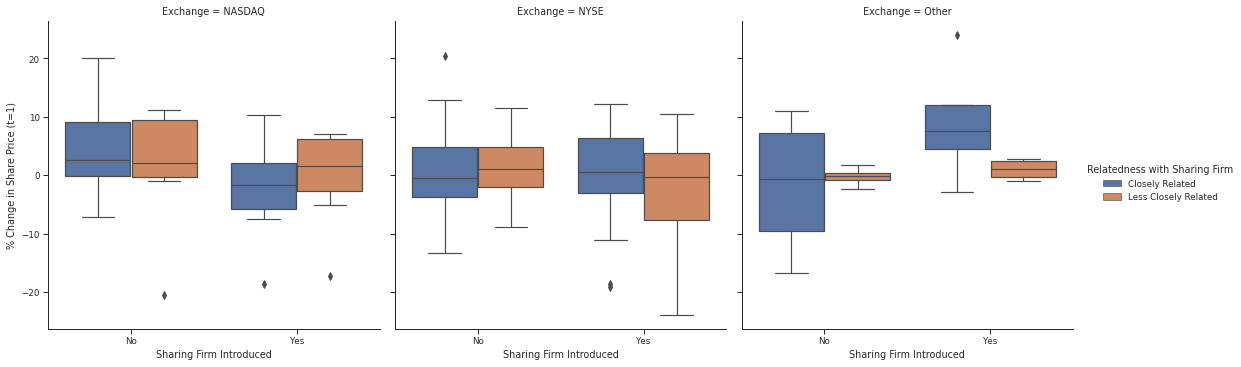 Exchange = NASDAQ
Exchange = NYSE
Exchange = Other
% Change in Share Price (t=1)
20
10
0
−10
−20
No
Yes
Sharing Firm Introduced
No
Yes
Sharing Firm Introduced
No
Yes
Sharing Firm Introduced
Relatedness with Sharing Firm
Closely Related
Less Closely Related